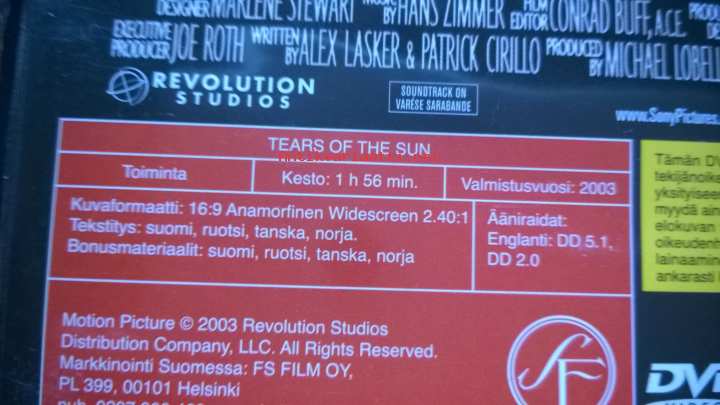 DESIGNER MARLENE STEWART MUSIC BY HANS ZIMMER FILM EDITOR CONRAD BUFF, A.C.E.
EXECUTIVE PRODUCER JOE ROTH WRITTEN BY ALEX LASKER & PATRICK CIRILLO PRODUCED BY MICHAEL LOBELL
REVOLUTION
STUDIOS
SOUNDTRACK ON
VARÈSE SARABANDE
www.SonyPictures.
TEARS OF THE SUN
Toiminta
Kesto: 1 h 56 min.
Valmistusvuosi: 2003
Kuvaformaatti: 16:9 Anamorfinen Widescreen 2.40:1
Tekstitys: suomi, ruotsi, tanska, norja.
Bonusmateriaalit: suomi, ruotsi, tanska, norja
Ääniraidat:
Englanti: DD 5.1,
DD 2.0
Tämän
tekijänoike
yksityisee
myydä ain
elokuvan
oikeudent
lainaamine
ankarasti
Motion Picture © 2003 Revolution Studios
Distribution Company, LLC. All Rights Reserved.
Markkinointi Suomessa: FS FILM OY,
PL 399, 00101 Helsinki
SF
DVD